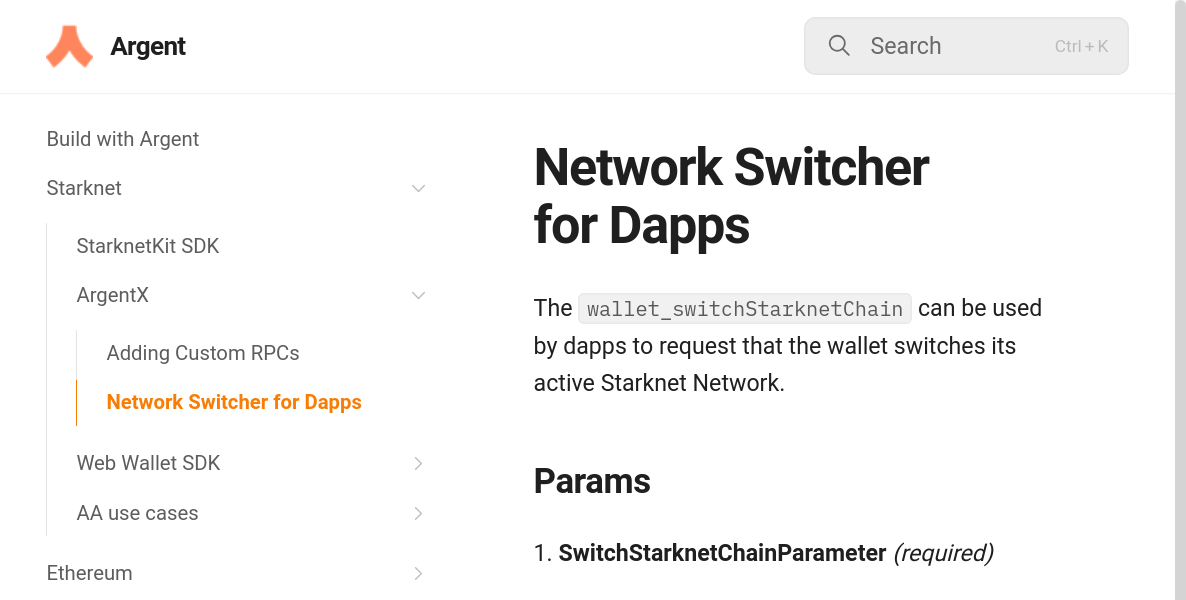 Argent
Search
Ctrl + K
Build with Argent
Starknet
StarknetKit SDK
ArgentX
Adding Custom RPCs
Network Switcher for Dapps
Web Wallet SDK
AA use cases
Ethereum
Network Switcher
for Dapps
The wallet_switchStarknetChain can be used
by dapps to request that the wallet switches its
active Starknet Network.
Params
1. SwitchStarknetChainParameter (required)